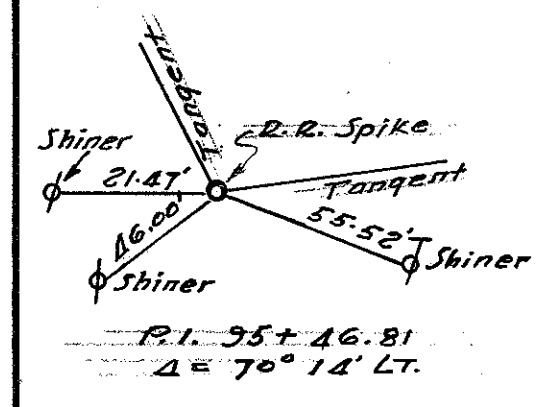 Tangent
R.R. Spike
Shiner
21.47'
Tangent
46.00'
55.52'
Shiner
Shiner
P.I. 95+46.81
Δ = 70° 14' LT.